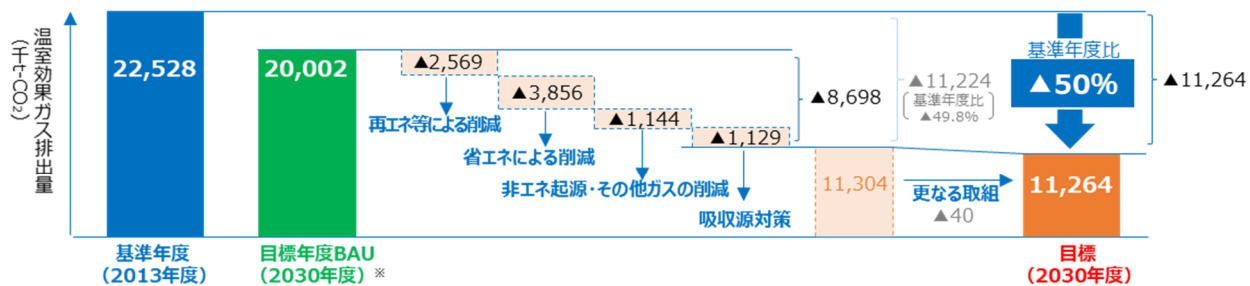 温室効果ガス排出量
(千t-CO₂)
22,528
基準年度
(2013年度)
20,002
目標年度BAU
(2030年度)
※
▲2,569
再エネ等による削減
▲3,856
省エネによる削減
▲1,144
非エネ起源・その他ガスの削減
▲1,129
吸収源対策
▲8,698
11,304
▲11,224
基準年度比
▲49.8%
更なる取組
▲40
基準年度比
▲50%
▲11,264
11,264
目標
(2030年度)